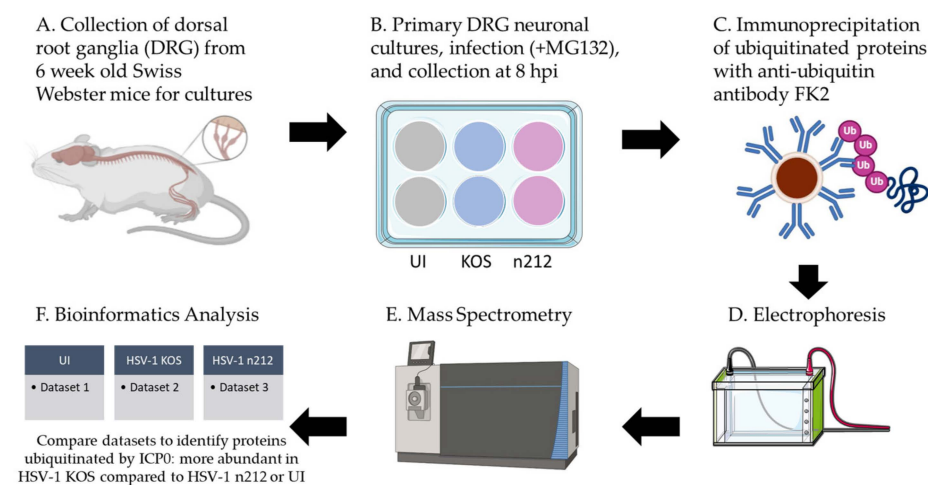 A. Collection of dorsal
root ganglia (DRG) from
6 week old Swiss
Webster mice for cultures
B. Primary DRG neuronal
cultures, infection (+MG132),
and collection at 8 hpi
UI KOS n212
C. Immunoprecipitation
of ubiquitinated proteins
with anti-ubiquitin
antibody FK2
Ub
Ub
Ub
Ub
D. Electrophoresis
E. Mass Spectrometry
F. Bioinformatics Analysis
UI HSV-1 KOS HSV-1 n212
• Dataset 1 • Dataset 2 • Dataset 3
Compare datasets to identify proteins
ubiquitinated by ICP0: more abundant in
HSV-1 KOS compared to HSV-1 n212 or UI